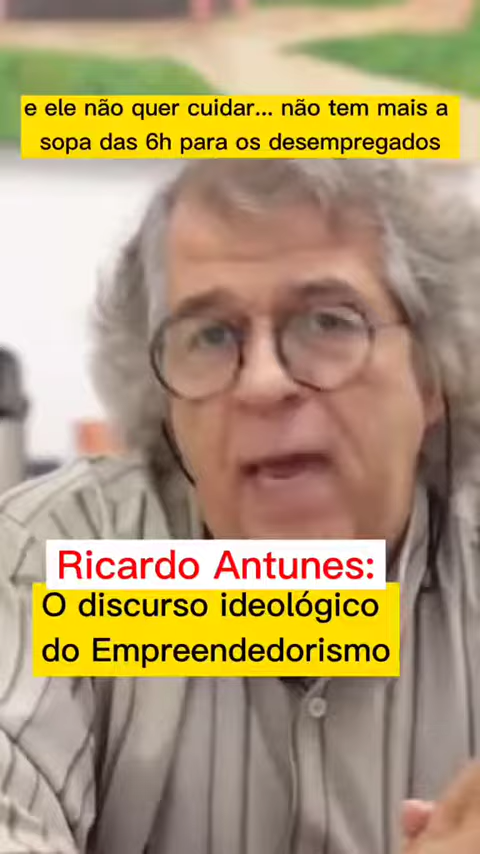 e ele não quer cuidar... não tem mais a
sopa das 6h para os desempregados
Ricardo Antunes:
O discurso ideológico
do Empreendedorismo